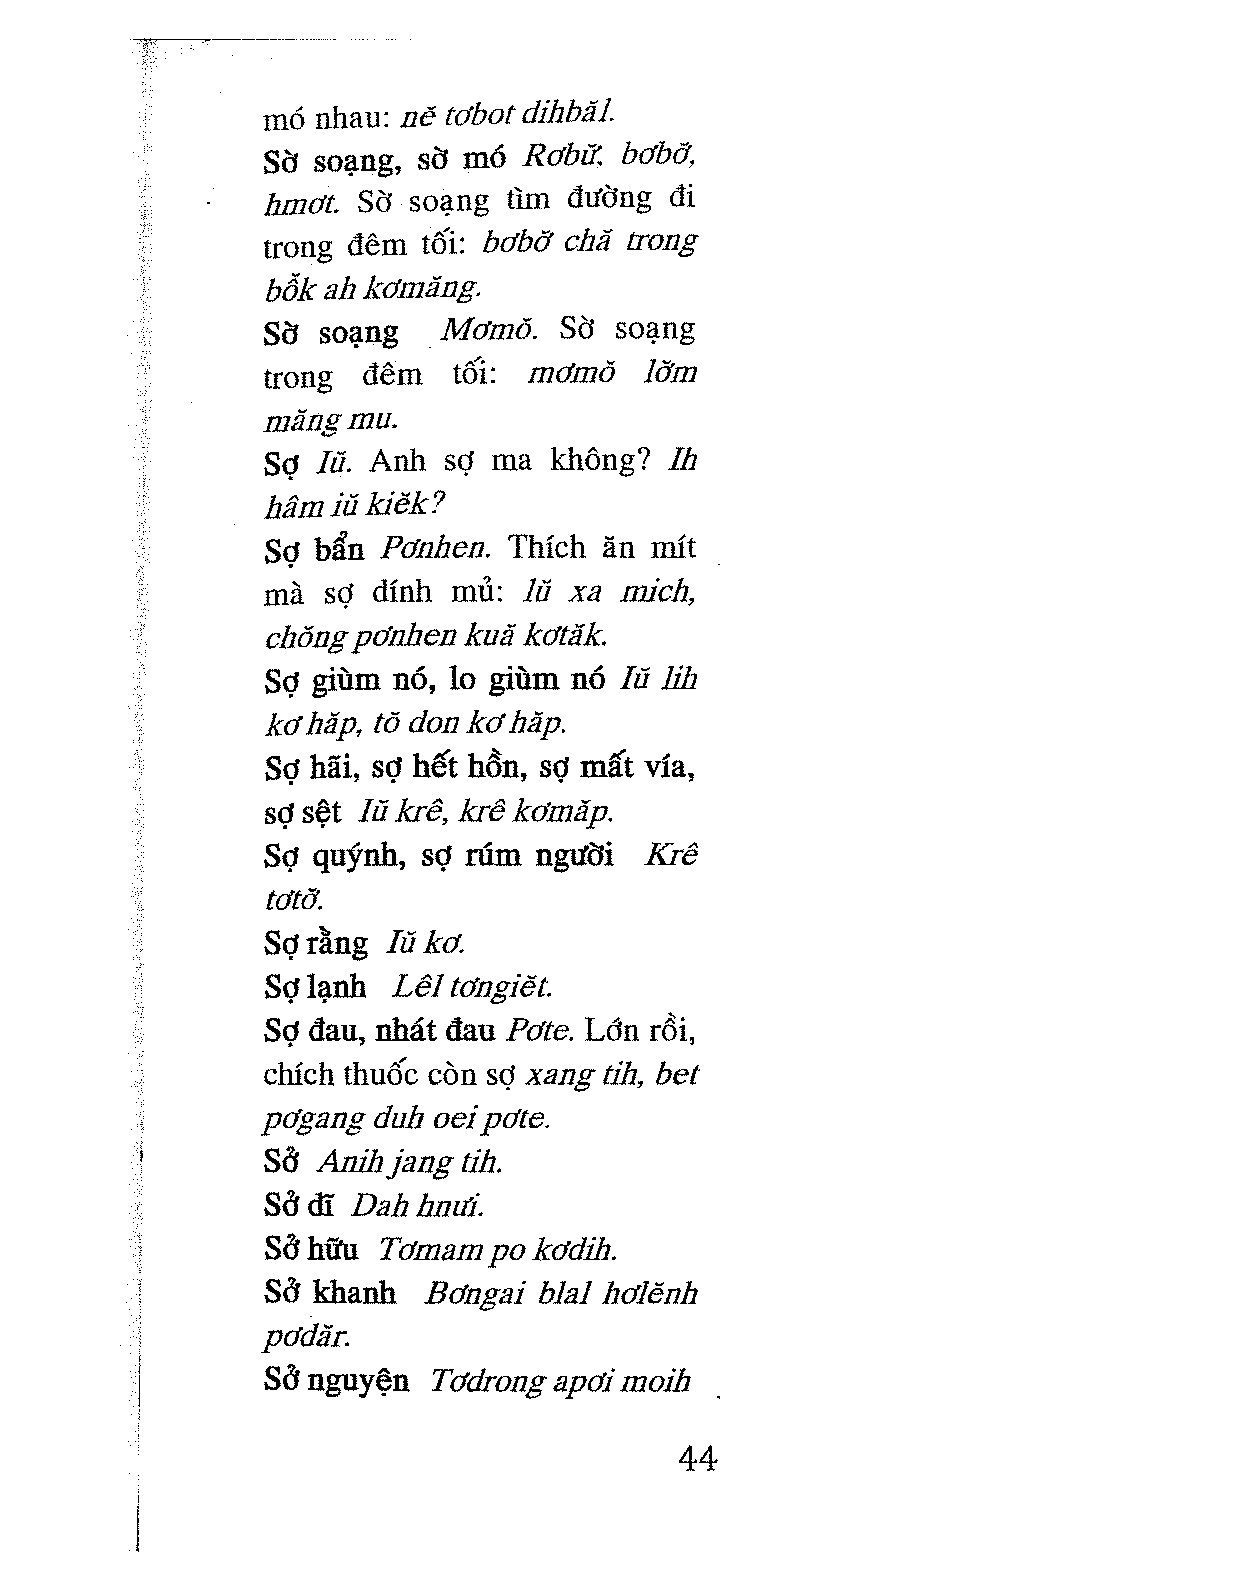 mó nhau: nĕ tơbot dihbăl.
Sờ soạng, sờ mó Rơbữ, bơbơ̆,
hmơt. Sờ soạng tìm đường đi
trong đêm tối: bơbơ̆ chă trong
bô̆k ah kơmăng.
Sờ soạng Mơmŏ. Sờ soạng
trong đêm tối: mơmŏ lơ̆m
măng mu.
Sợ Iŭ. Anh sợ ma không? Ih
hâm iŭ kiĕk?
Sợ bẩn Pơnhen. Thích ăn mít
mà sợ dính mủ: lŭ xa mich,
chŏng pơnhen kuă kơtăk.
Sợ giùm nó, lo giùm nó Iŭ lih
kơ hăp, tŏ don kơ hăp.
Sợ hãi, sợ hết hồn, sợ mất vía,
sợ sệt Iŭ krê, krê kơmăp.
Sợ quýnh, sợ rúm người Krê
tơtơ̆.
Sợ rằng Iŭ kơ.
Sợ lạnh Lêl tơngiĕt.
Sợ đau, nhát đau Pơte. Lớn rồi,
chích thuốc còn sợ xang tih, bet
pơgang duh oei pơte.
Sở Anih jang tih.
Sở dĩ Dah hnưi.
Sở hữu Tơmam po kơdih.
Sở khanh Bơngai blal hơlĕnh
pơdăr.
Sở nguyện Tơdrong apơi moih
44